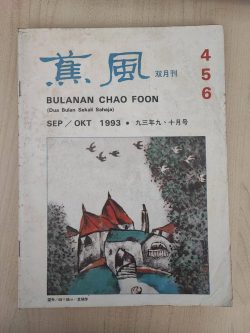 蕉風 双月刊
456
BULANAN CHAO FOON
(Dua Bulan Sekali Sahaja)
SEP／OKT 1993 • 九三年九・十月号